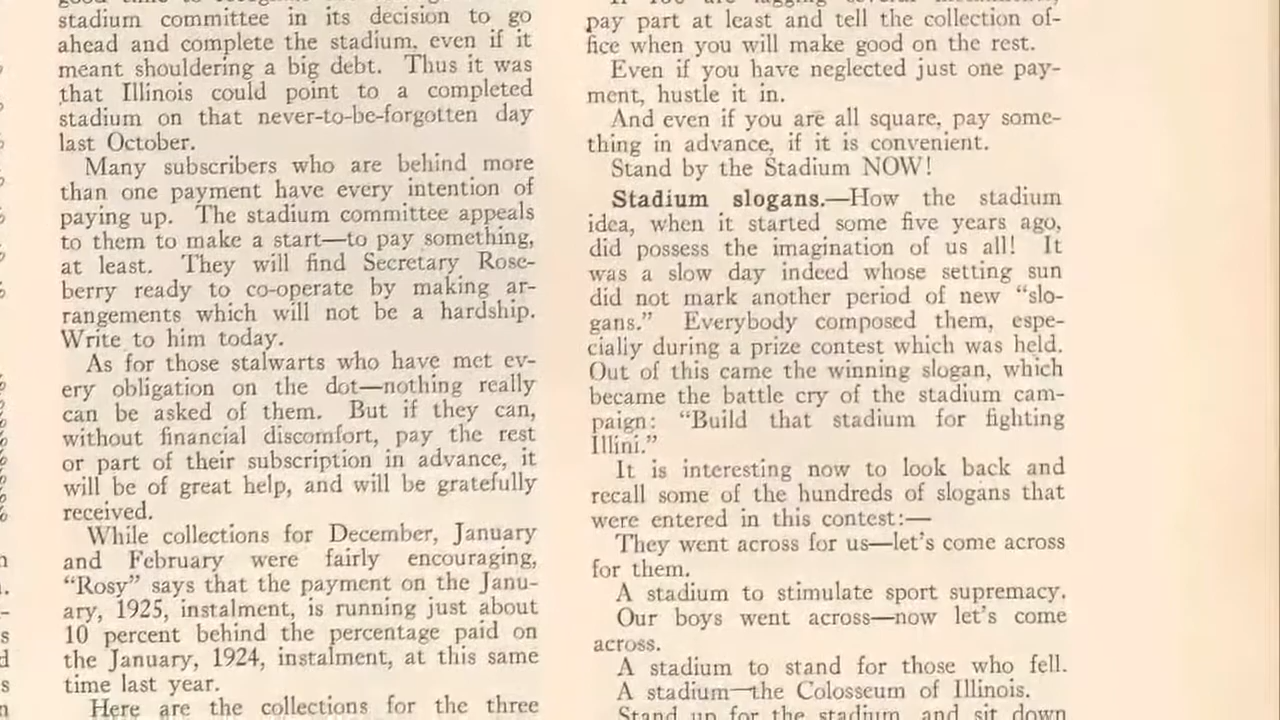 stadium committee in its decision to go
ahead and complete the stadium, even if it
meant shouldering a big debt. Thus it was
that Illinois could point to a completed
stadium on that never-to-be-forgotten day
last October.
Many subscribers who are behind more
than one payment have every intention of
paying up. The stadium committee appeals
to them to make a start—to pay something,
at least. They will find Secretary Rose-
berry ready to co-operate by making ar-
rangements which will not be a hardship.
Write to him today.
As for those stalwarts who have met ev-
ery obligation on the dot—nothing really
can be asked of them. But if they can,
without financial discomfort, pay the rest
or part of their subscription in advance, it
will be of great help, and will be gratefully
received.
While collections for December, January
and February were fairly encouraging,
"Rosy" says that the payment on the Janu-
ary, 1925, instalment, is running just about
10 percent behind the percentage paid on
the January, 1924, instalment, at this same
time last year.
Here are the collections for the three
pay part at least and tell the collection of-
fice when you will make good on the rest.
Even if you have neglected just one pay-
ment, hustle it in.
And even if you are all square, pay some-
thing in advance, if it is convenient.
Stand by the Stadium NOW!
Stadium slogans.—How the stadium
idea, when it started some five years ago,
did possess the imagination of us all! It
was a slow day indeed whose setting sun
did not mark another period of new "slo-
gans." Everybody composed them, espe-
cially during a prize contest which was held.
Out of this came the winning slogan, which
became the battle cry of the stadium cam-
paign: "Build that stadium for fighting
Illini."
It is interesting now to look back and
recall some of the hundreds of slogans that
were entered in this contest:—
They went across for us—let's come across
for them.
A stadium to stimulate sport supremacy.
Our boys went across—now let's come
across.
A stadium to stand for those who fell.
A stadium—the Colosseum of Illinois.
Stand up for the stadium, and sit down